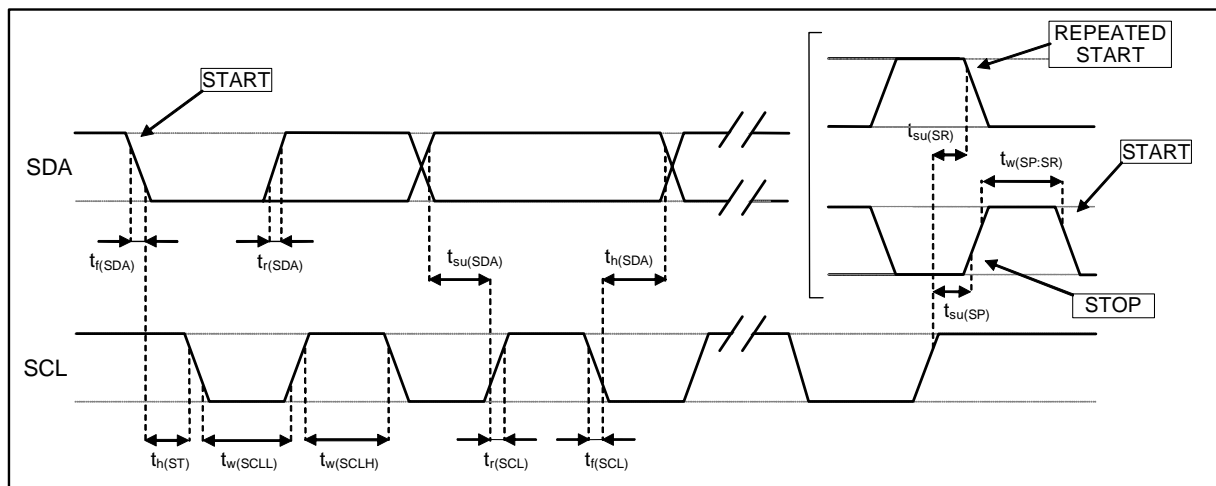 REPEATED
START
START
t_su(SR)
t_w(SP:SR)
START
SDA
t_f(SDA)
t_r(SDA)
t_su(SDA)
t_h(SDA)
t_su(SP)
STOP
SCL
t_h(ST)
t_w(SCLL)
t_w(SCLH)
t_r(SCL)
t_f(SCL)